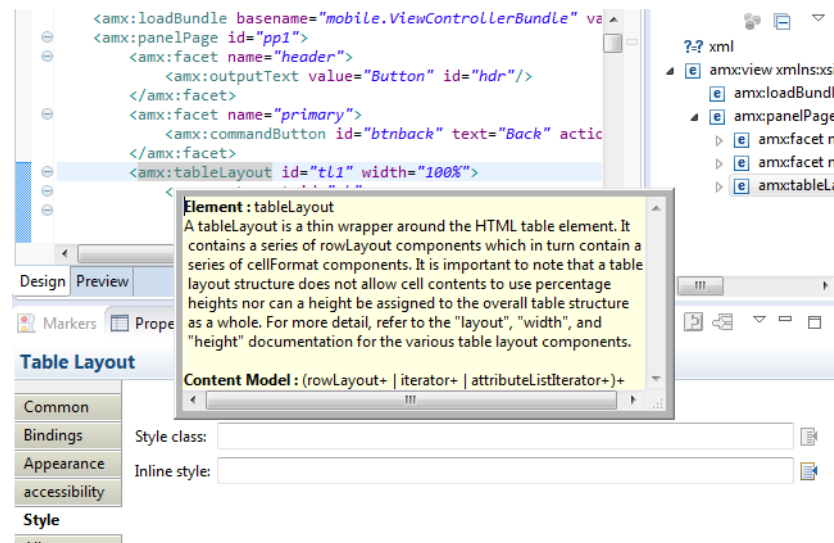 <amx:loadBundle basename="mobile.ViewControllerBundle" va
<amx:panelPage id="pp1">
<amx:facet name="header">
<amx:outputText value="Button" id="hdr"/>
</amx:facet>
<amx:facet name="primary">
<amx:commandButton id="btnback" text="Back" actic
</amx:facet>
<amx:tableLayout id="tl1" width="100%">
Element : tableLayout
A tableLayout is a thin wrapper around the HTML table element. It
contains a series of rowLayout components which in turn contain a
series of cellFormat components. It is important to note that a table
layout structure does not allow cell contents to use percentage
heights nor can a height be assigned to the overall table structure
as a whole. For more detail, refer to the "layout", "width", and
"height" documentation for the various table layout components.
Content Model : (rowLayout+ | iterator+ | attributeListIterator+)+
?=? xml
e amx:view xmlns:xsi
e amx:loadBundl
e amx:panelPage
e amx:facet n
e amx:facet n
e amx:tableLa
Design Preview
Markers Prope
Table Layout
Common
Bindings
Appearance
accessibility
Style
Style class:
Inline style: